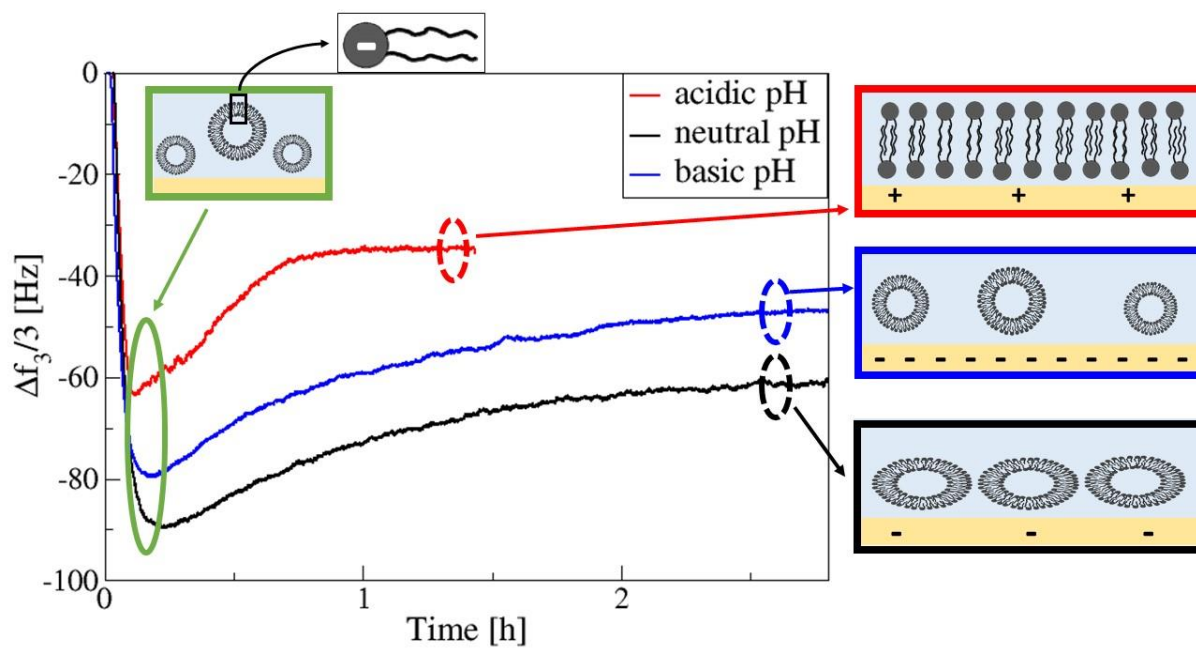 -
0
-20
-40
-60
-80
-100
Δf₃/3 [Hz]
0
1
2
Time [h]
acidic pH
neutral pH
basic pH
+ + +
- - - - - - - - - - -
- - -